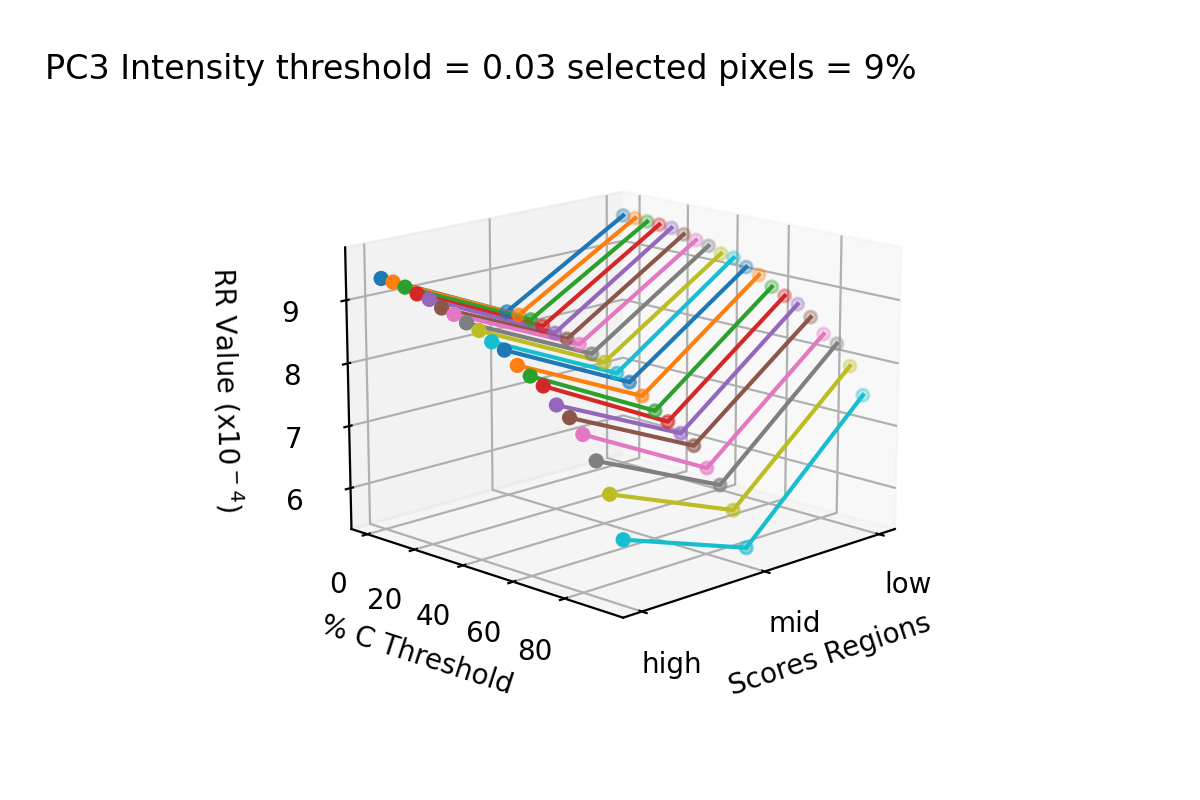 PC3 Intensity threshold = 0.03 selected pixels = 9%
RR Value (x10⁻⁴)
9
8
7
6
0
20
40
60
80
% C Threshold
high
mid
low
Scores Regions